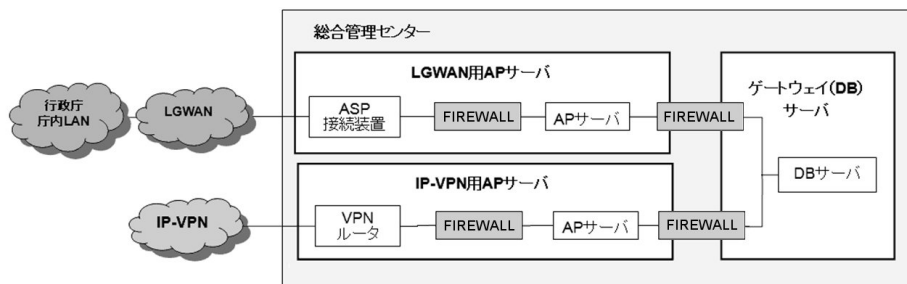 総合管理センター
LGWAN用APサーバ
ゲートウェイ(DB)
サーバ
行政庁
庁内LAN
LGWAN
ASP
接続装置
FIREWALL
APサーバ
FIREWALL
DBサーバ
IP-VPN用APサーバ
IP-VPN
VPN
ルータ
FIREWALL
APサーバ
FIREWALL